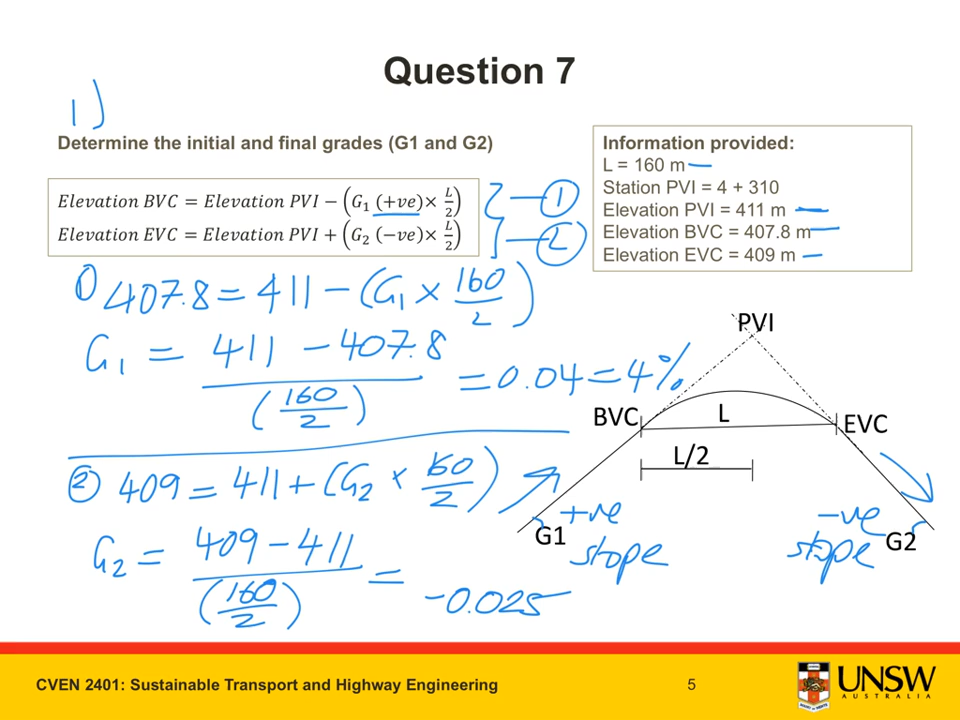 Question 7
1)
Determine the initial and final grades (G1 and G2)
Elevation BVC = Elevation PVI − (G₁ (+ve)× L/2)
Elevation EVC = Elevation PVI + (G₂ (−ve)× L/2)
1
2
Information provided:
L = 160 m
Station PVI = 4 + 310
Elevation PVI = 411 m
Elevation BVC = 407.8 m
Elevation EVC = 409 m
1) 407.8 = 411 − (G₁ × 160/2)
G₁ = 411 − 407.8 / (160/2) = 0.04 = 4%
2) 409 = 411 + (G₂ × 160/2)
G₂ = 409 − 411 / (160/2) = −0.025
PVI
BVC
L
EVC
L/2
G1
+ve
slope
−ve
slope
G2
CVEN 2401: Sustainable Transport and Highway Engineering
5
UNSW
AUSTRALIA